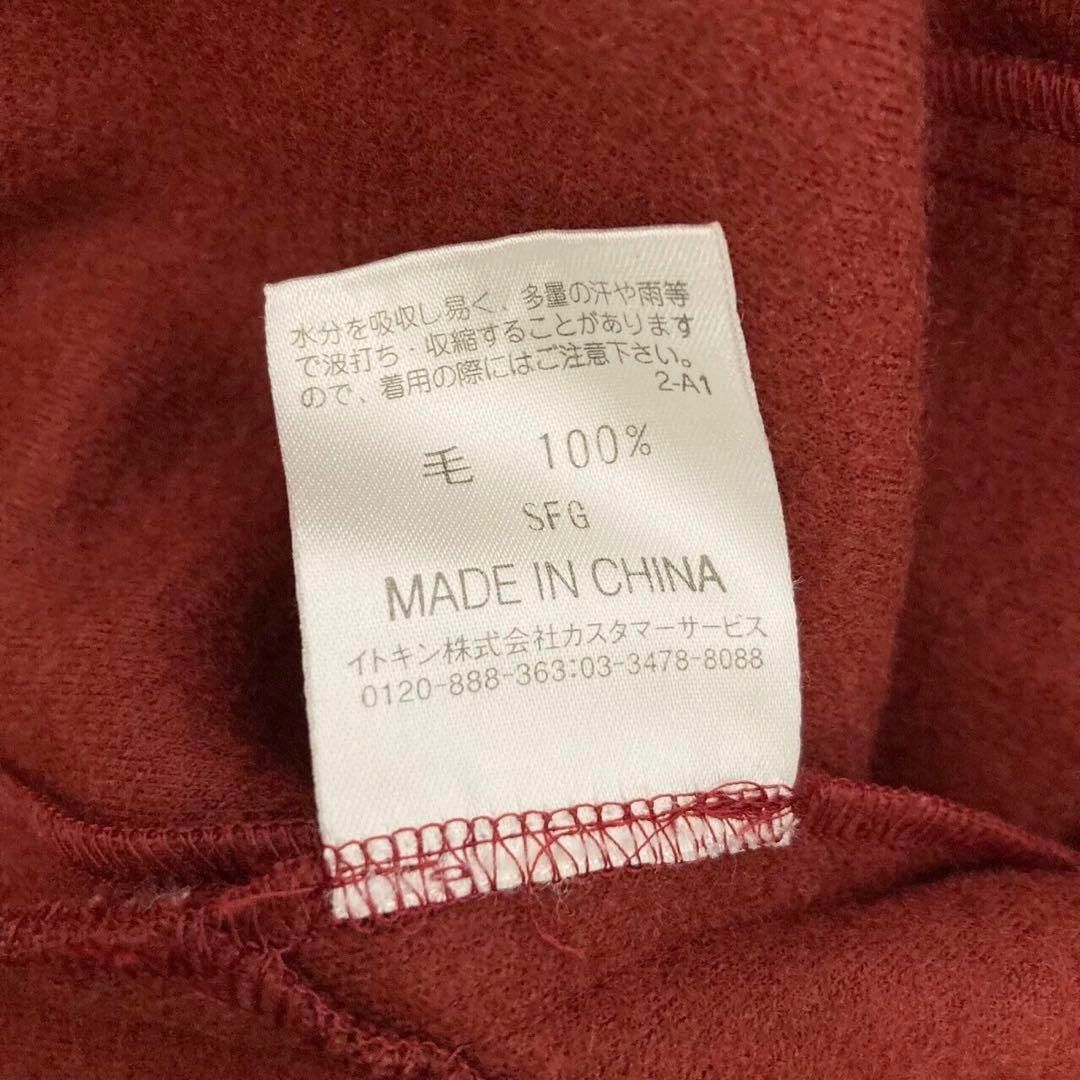 水分を吸収し易く、多量の汗や雨等
で波打ち・収縮することがあります
ので、着用の際にはご注意下さい。
2-A1
毛 100%
SFG
MADE IN CHINA
イトキン株式会社カスタマーサービス
0120-888-363:03-3478-8088